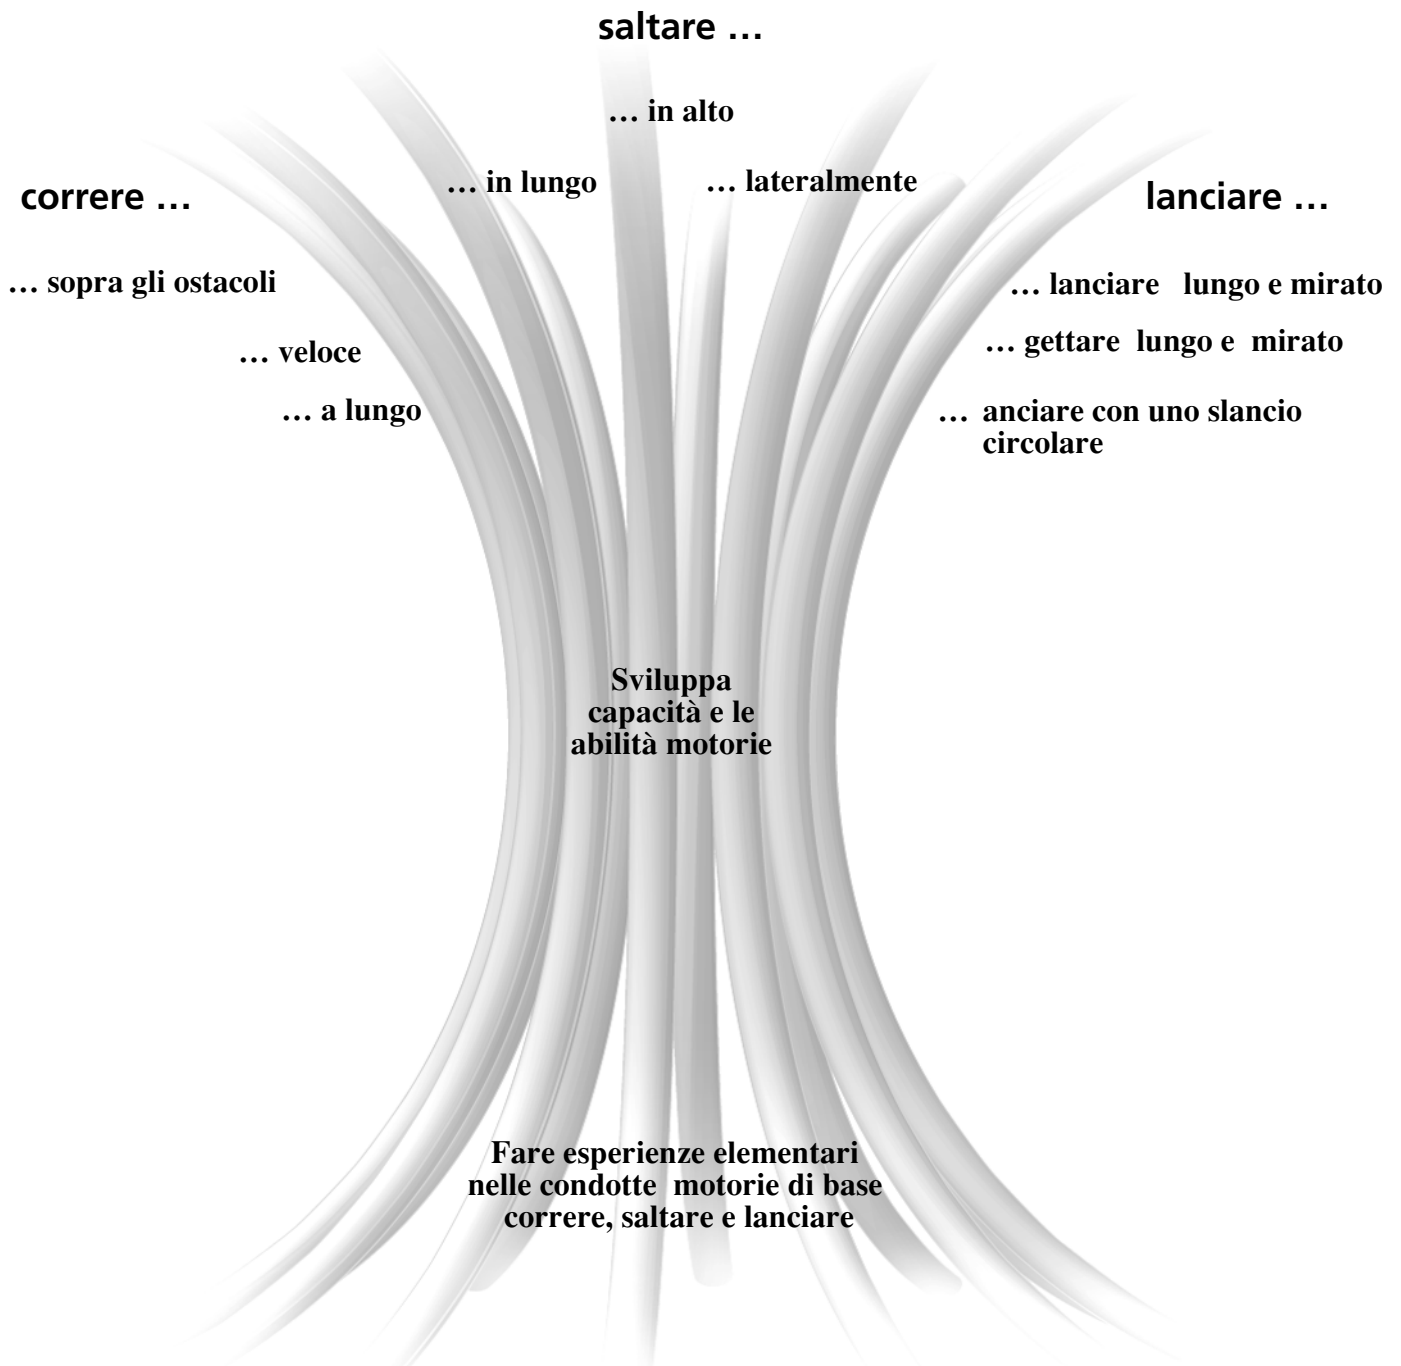 saltare …
… in alto
… in lungo
… lateralmente
correre …
… sopra gli ostacoli
… veloce
… a lungo
lanciare …
… lanciare lungo e mirato
… gettare lungo e mirato
… anciare con uno slancio
circolare
Sviluppa
capacità e le
abilità motorie
Fare esperienze elementari
nelle condotte motorie di base
correre, saltare e lanciare